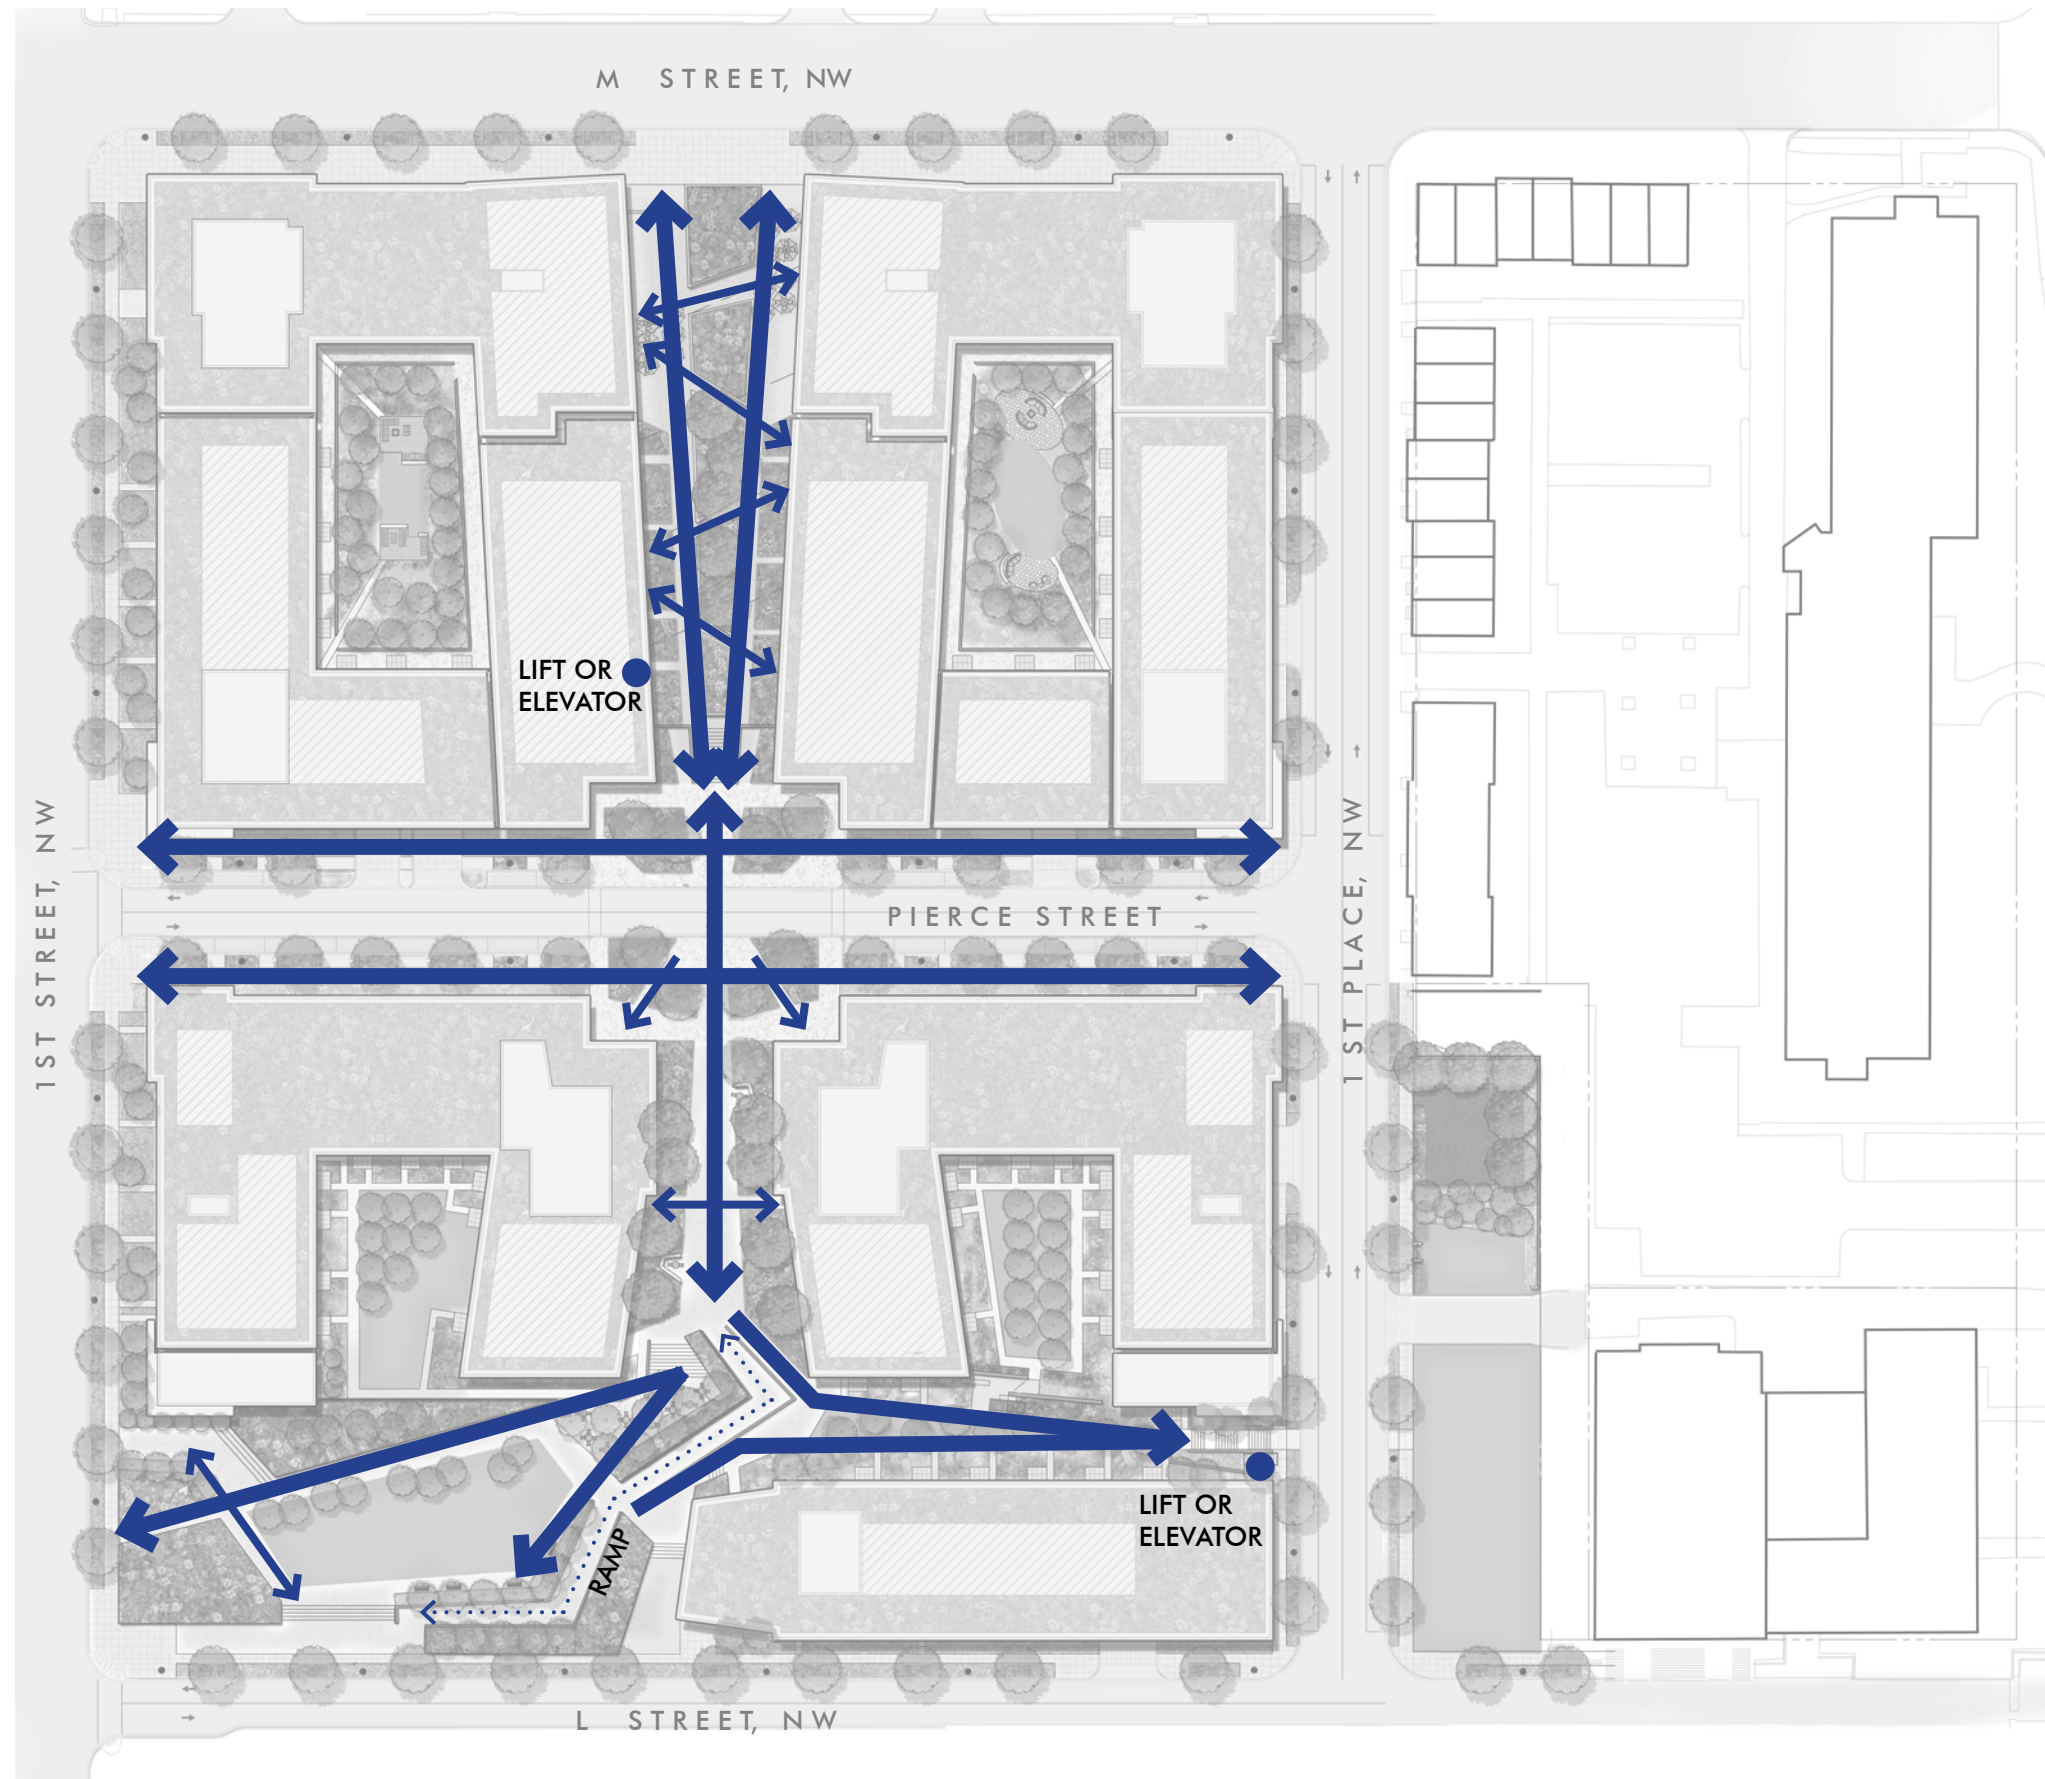 M STREET, NW
LIFT OR
ELEVATOR
1ST STREET, NW
PIERCE STREET
1ST PLACE, NW
LIFT OR
ELEVATOR
RAMP
L STREET, NW